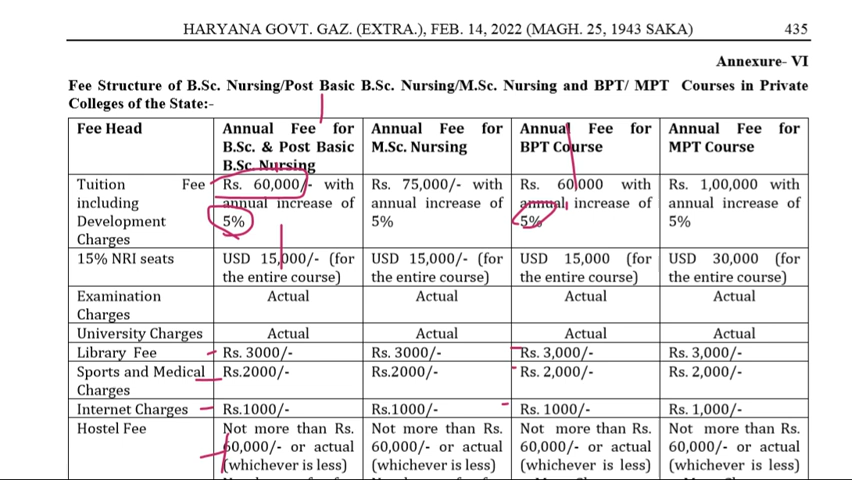 HARYANA GOVT. GAZ. (EXTRA.), FEB. 14, 2022 (MAGH. 25, 1943 SAKA) 435
Annexure- VI
Fee Structure of B.Sc. Nursing/Post Basic B.Sc. Nursing/M.Sc. Nursing and BPT/ MPT Courses in Private
Colleges of the State:-
Fee Head Annual Fee for Annual Fee for Annual Fee for Annual Fee for
B.Sc. & Post Basic M.Sc. Nursing BPT Course MPT Course
B.Sc. Nursing
Tuition Fee Rs. 60,000/- with Rs. 75,000/- with Rs. 60,000 with Rs. 1,00,000 with
including annual increase of annual increase of annual increase of annual increase of
Development 5% 5% 5% 5%
Charges
15% NRI seats USD 15,000/- (for USD 15,000/- (for USD 15,000 (for USD 30,000 (for
the entire course) the entire course) the entire course) the entire course)
Examination Actual Actual Actual Actual
Charges
University Charges Actual Actual Actual Actual
Library Fee Rs. 3000/- Rs. 3000/- Rs. 3,000/- Rs. 3,000/-
Sports and Medical Rs.2000/- Rs.2000/- Rs. 2,000/- Rs. 2,000/-
Charges
Internet Charges Rs.1000/- Rs.1000/- Rs. 1000/- Rs. 1,000/-
Hostel Fee Not more than Rs. Not more than Rs. Not more than Rs. Not more than Rs.
60,000/- or actual 60,000/- or actual 60,000/- or actual 60,000/- or actual
(whichever is less) (whichever is less) (whichever is less) (whichever is less)